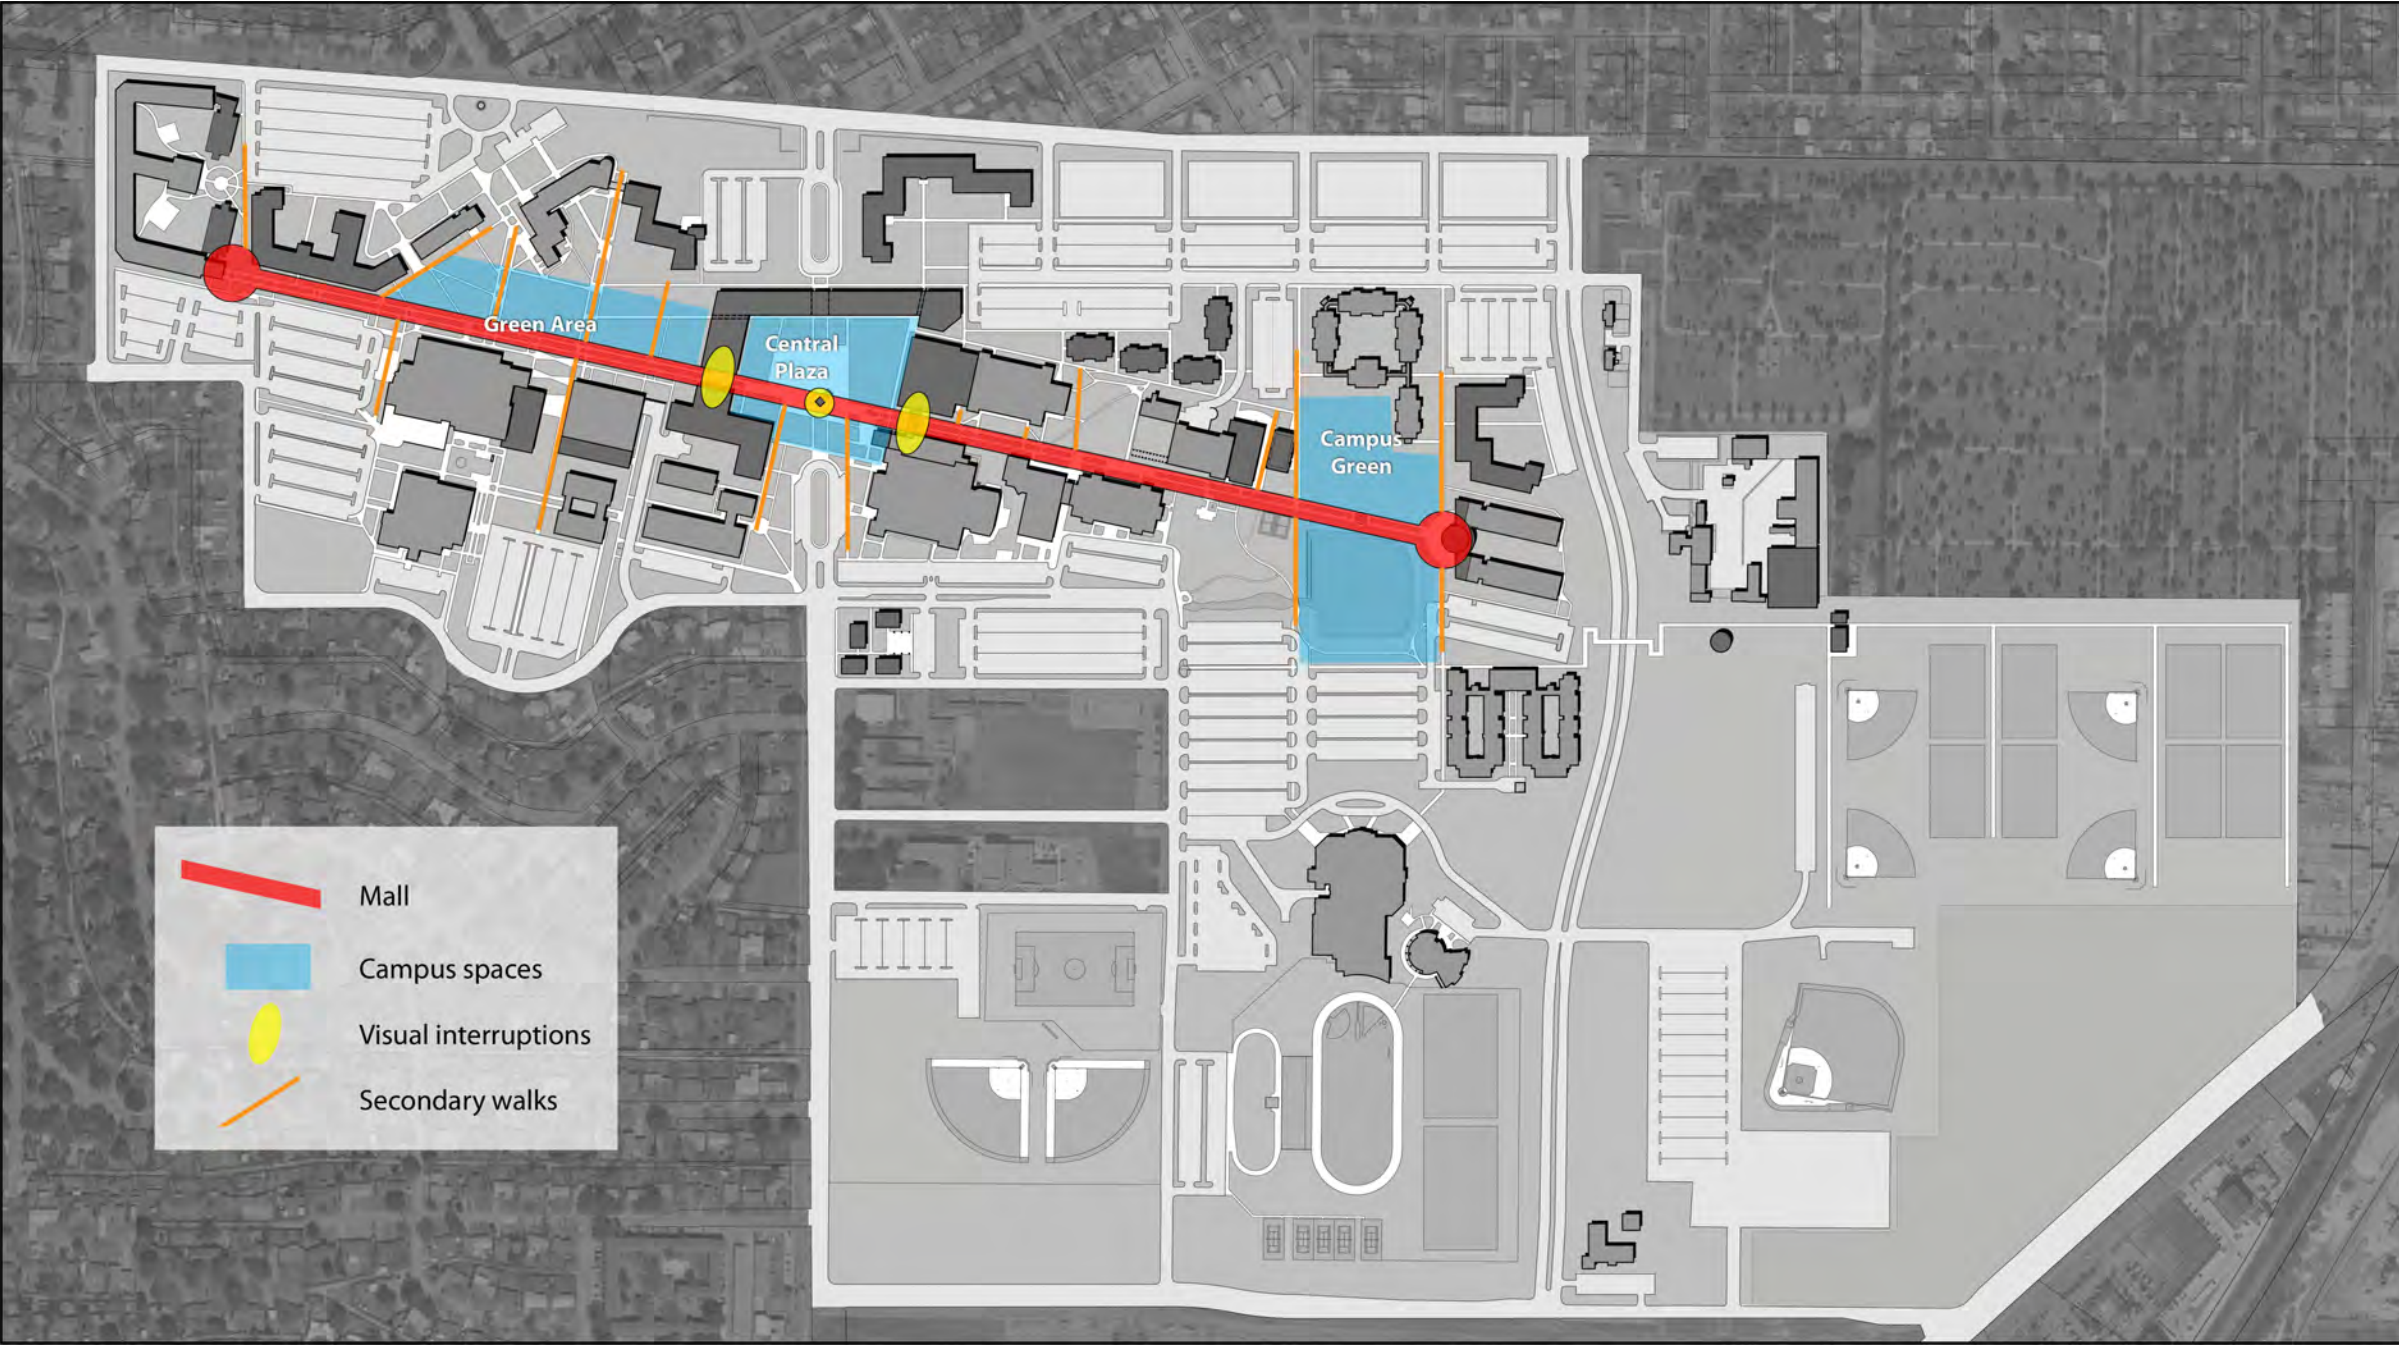 Green Area
Central
Plaza
Campus
Green
Mall
Campus spaces
Visual interruptions
Secondary walks